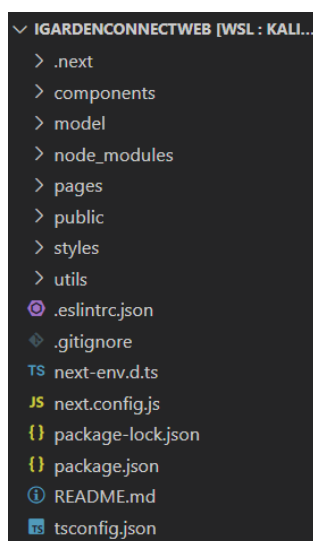 IGARDENCONNECTWEB [WSL : KALI...
.next
components
model
node_modules
pages
public
styles
utils
.eslintrc.json
.gitignore
TS next-env.d.ts
JS next.config.js
{} package-lock.json
{} package.json
README.md
TS tsconfig.json